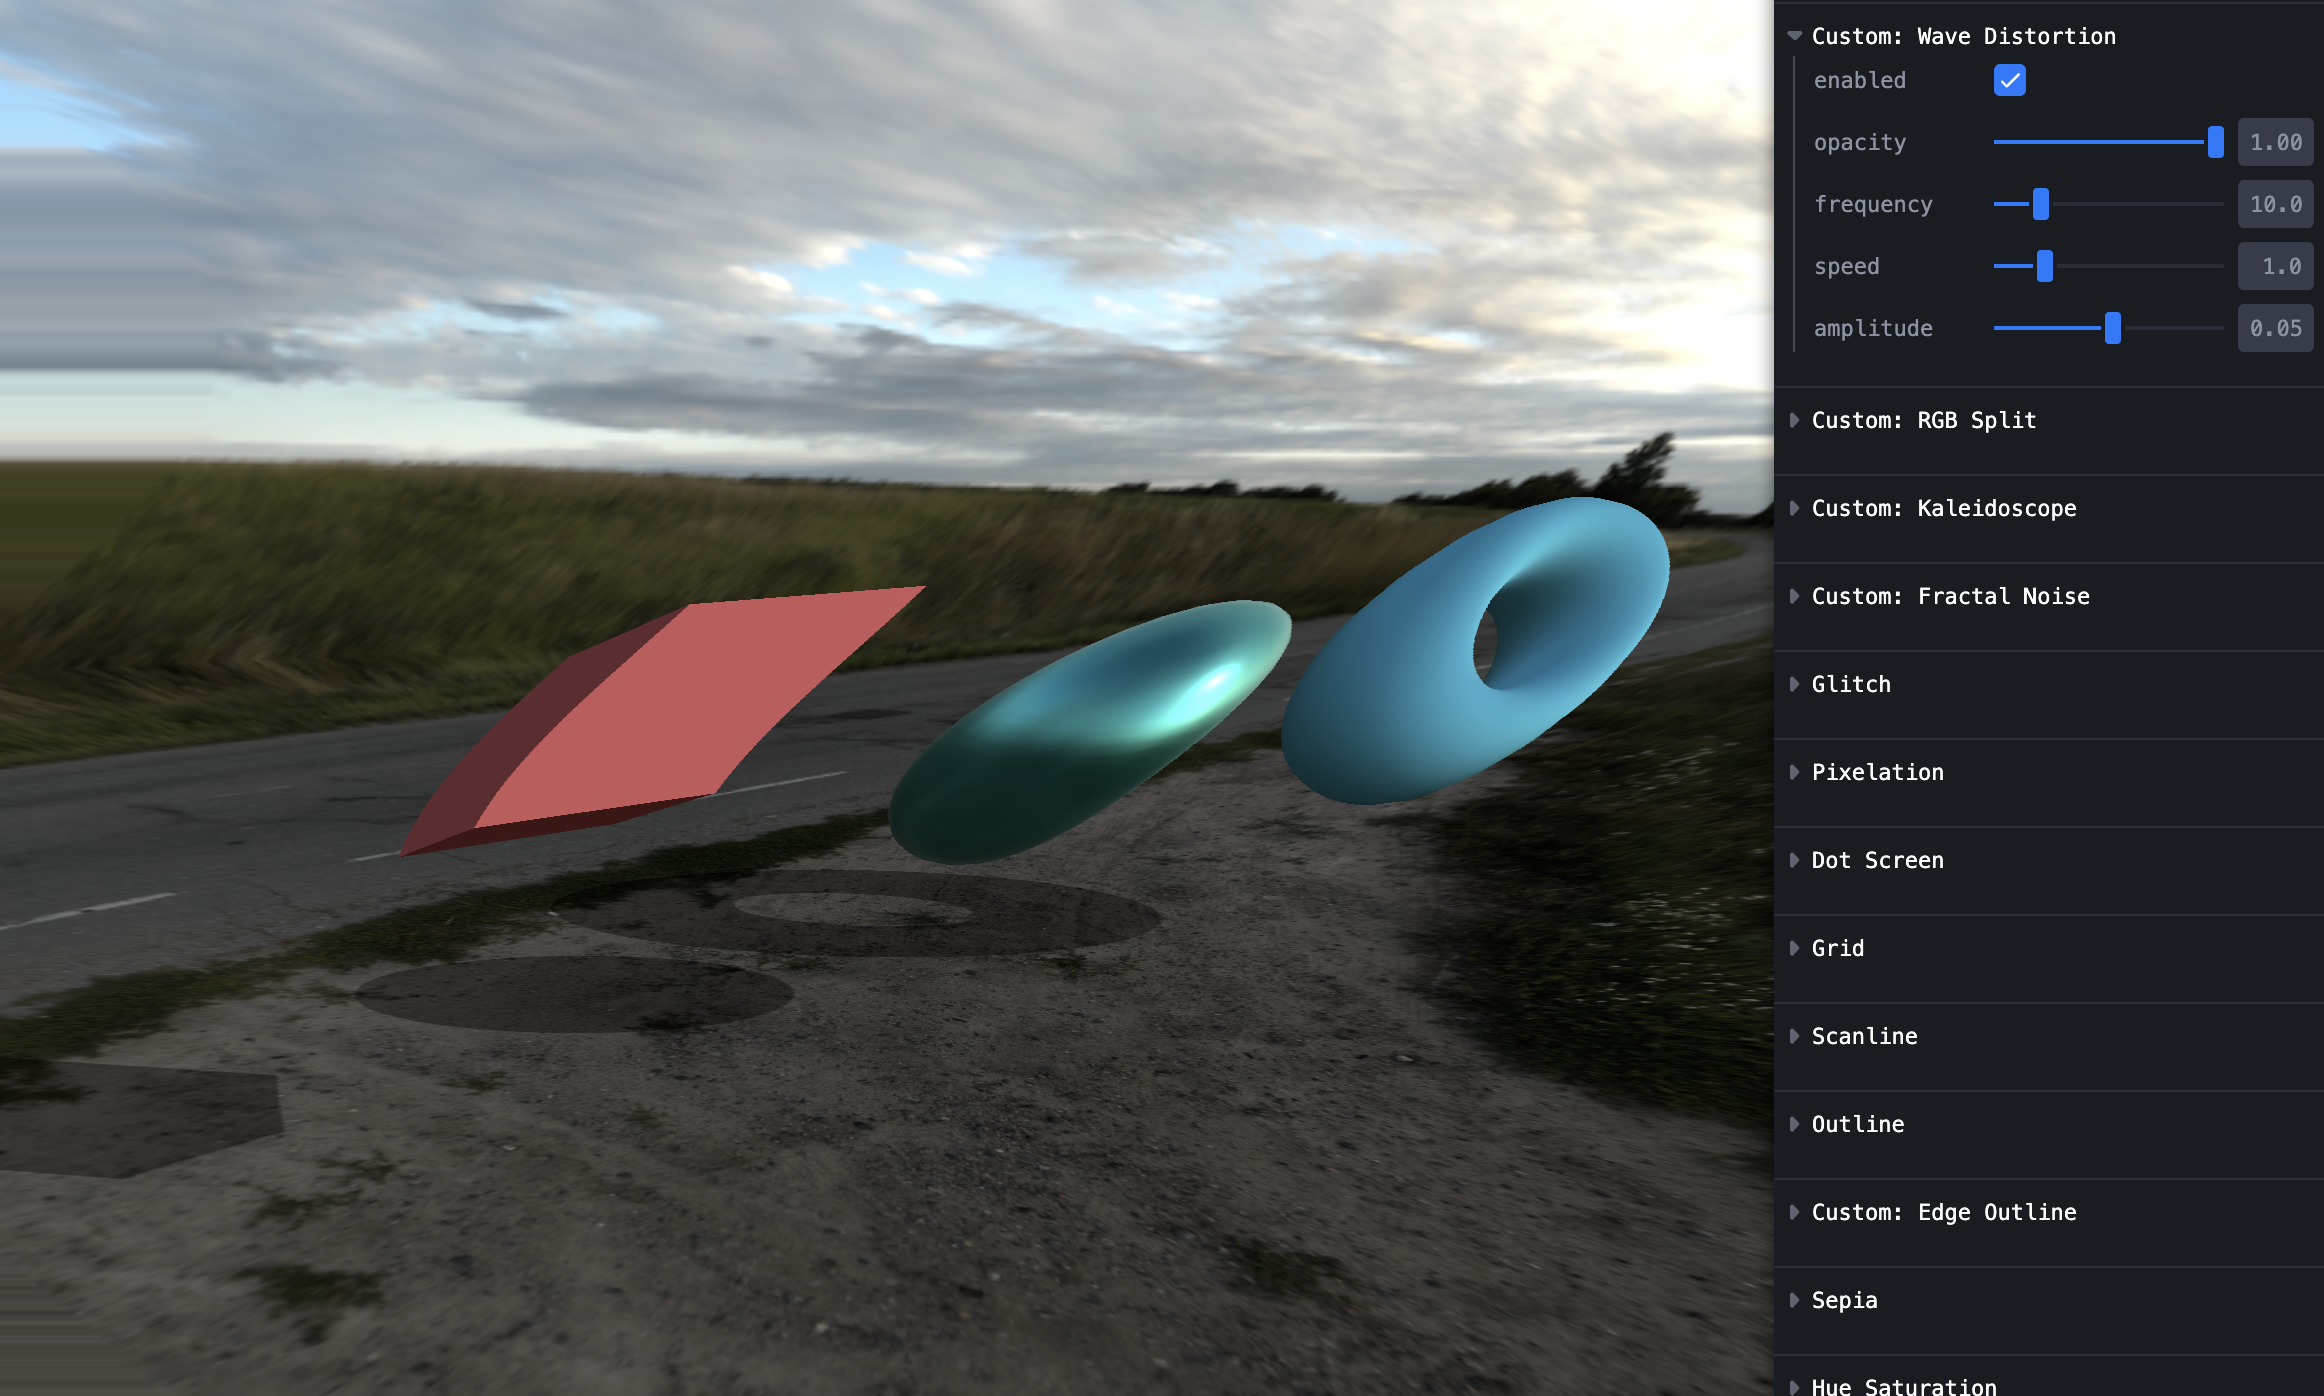 Custom: Wave Distortion
enabled
opacity 1.00
frequency 10.0
speed 1.0
amplitude 0.05
Custom: RGB Split
Custom: Kaleidoscope
Custom: Fractal Noise
Glitch
Pixelation
Dot Screen
Grid
Scanline
Outline
Custom: Edge Outline
Sepia
Hue Saturation